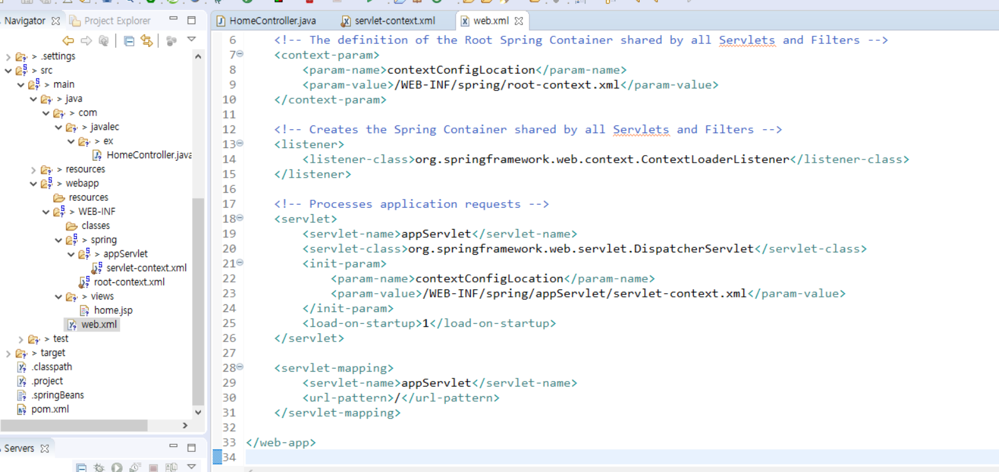 Navigator
Project Explorer
> .settings
> src
> main
> java
> com
> javalec
> ex
HomeController.java
> resources
> webapp
resources
> WEB-INF
classes
> spring
> appServlet
servlet-context.xml
root-context.xml
> views
home.jsp
web.xml
> test
> target
.classpath
.project
.springBeans
pom.xml
Servers
HomeController.java
servlet-context.xml
web.xml
6 <!-- The definition of the Root Spring Container shared by all Servlets and Filters -->
7 <context-param>
8 <param-name>contextConfigLocation</param-name>
9 <param-value>/WEB-INF/spring/root-context.xml</param-value>
10 </context-param>
11
12 <!-- Creates the Spring Container shared by all Servlets and Filters -->
13 <listener>
14 <listener-class>org.springframework.web.context.ContextLoaderListener</listener-class>
15 </listener>
16
17 <!-- Processes application requests -->
18 <servlet>
19 <servlet-name>appServlet</servlet-name>
20 <servlet-class>org.springframework.web.servlet.DispatcherServlet</servlet-class>
21 <init-param>
22 <param-name>contextConfigLocation</param-name>
23 <param-value>/WEB-INF/spring/appServlet/servlet-context.xml</param-value>
24 </init-param>
25 <load-on-startup>1</load-on-startup>
26 </servlet>
27
28 <servlet-mapping>
29 <servlet-name>appServlet</servlet-name>
30 <url-pattern>/</url-pattern>
31 </servlet-mapping>
32
33 </web-app>
34